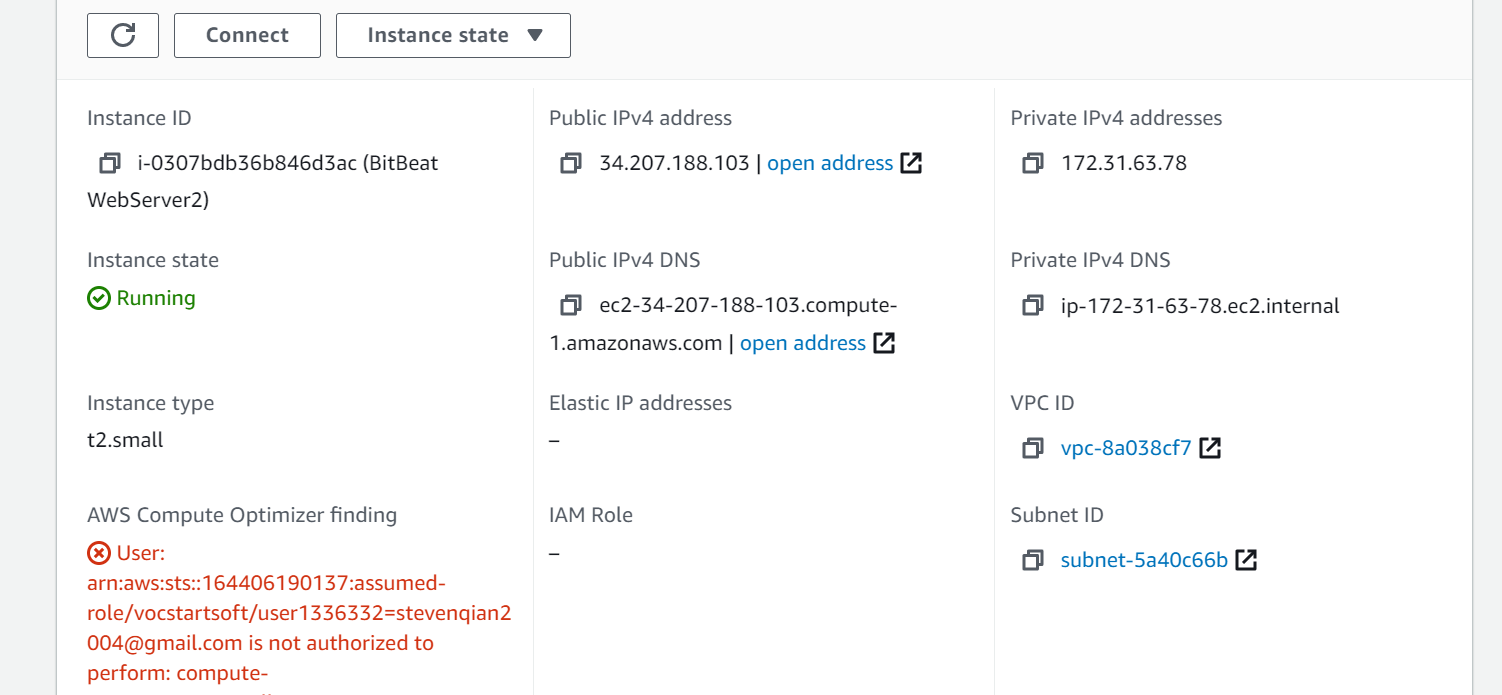 Connect
Instance state
Instance ID
i-0307bdb36b846d3ac (BitBeat
WebServer2)
Public IPv4 address
34.207.188.103 | open address
Private IPv4 addresses
172.31.63.78
Instance state
Running
Public IPv4 DNS
ec2-34-207-188-103.compute-
1.amazonaws.com | open address
Private IPv4 DNS
ip-172-31-63-78.ec2.internal
Instance type
t2.small
Elastic IP addresses
–
VPC ID
vpc-8a038cf7
AWS Compute Optimizer finding
User:
arn:aws:sts::164406190137:assumed-
role/vocstartsoft/user1336332=stevenqian2
004@gmail.com is not authorized to
perform: compute-
IAM Role
–
Subnet ID
subnet-5a40c66b